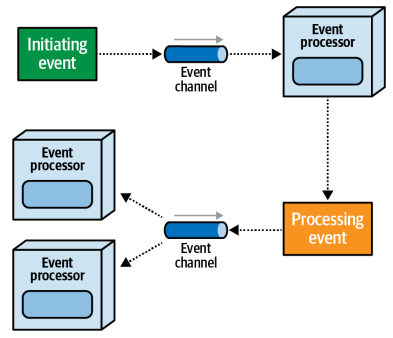 Initiating
event
Event
channel
Event
processor
Processing
event
Event
channel
Event
processor
Event
processor